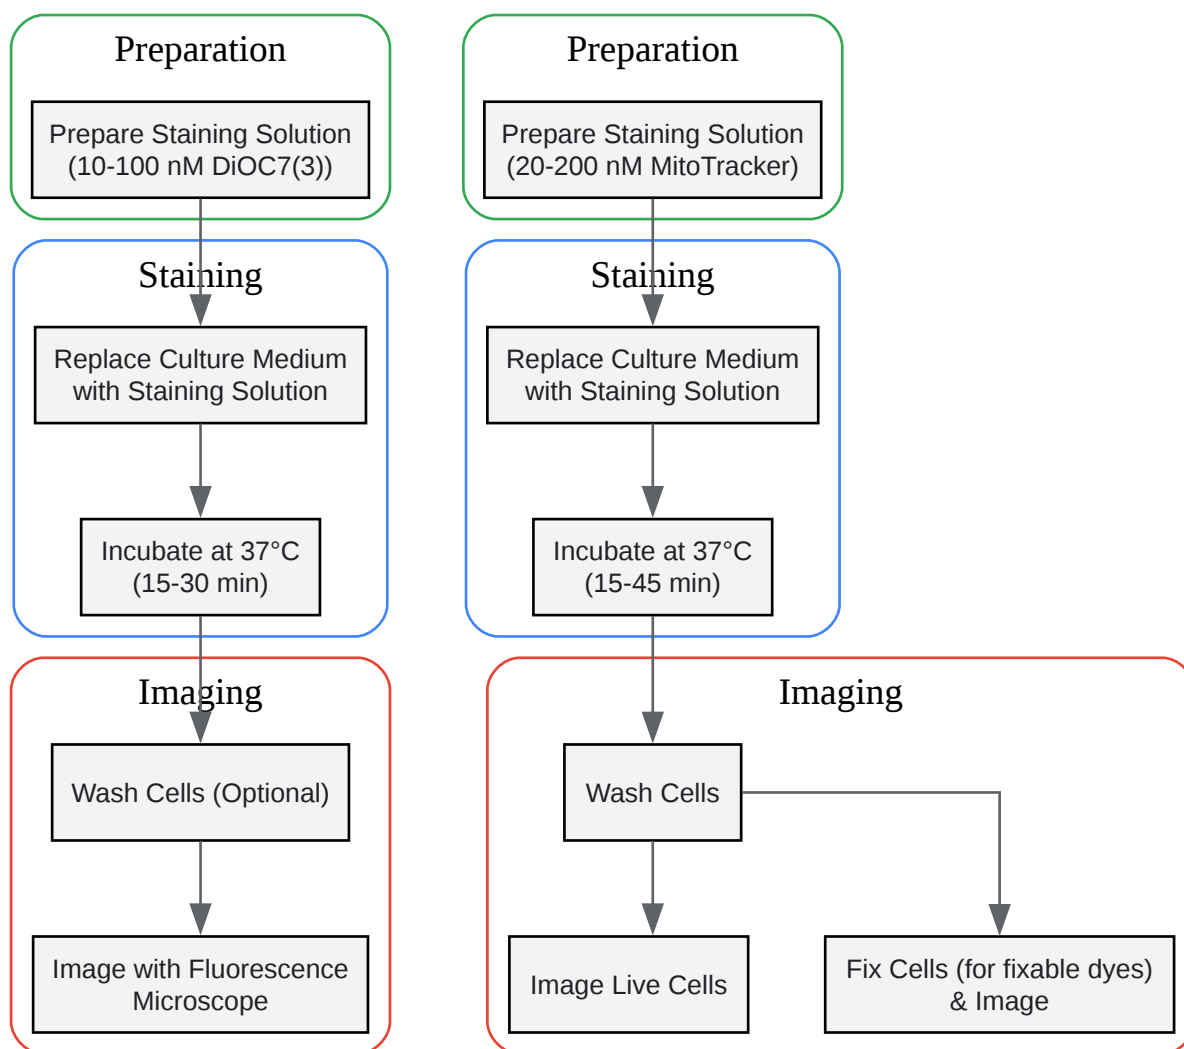 Preparation
Prepare Staining Solution
(10-100 nM DiOC7(3))
Staining
Replace Culture Medium
with Staining Solution
Incubate at 37°C
(15-30 min)
Imaging
Wash Cells (Optional)
Image with Fluorescence
Microscope
Preparation
Prepare Staining Solution
(20-200 nM MitoTracker)
Staining
Replace Culture Medium
with Staining Solution
Incubate at 37°C
(15-45 min)
Imaging
Wash Cells
Image Live Cells
Fix Cells (for fixable dyes)
& Image